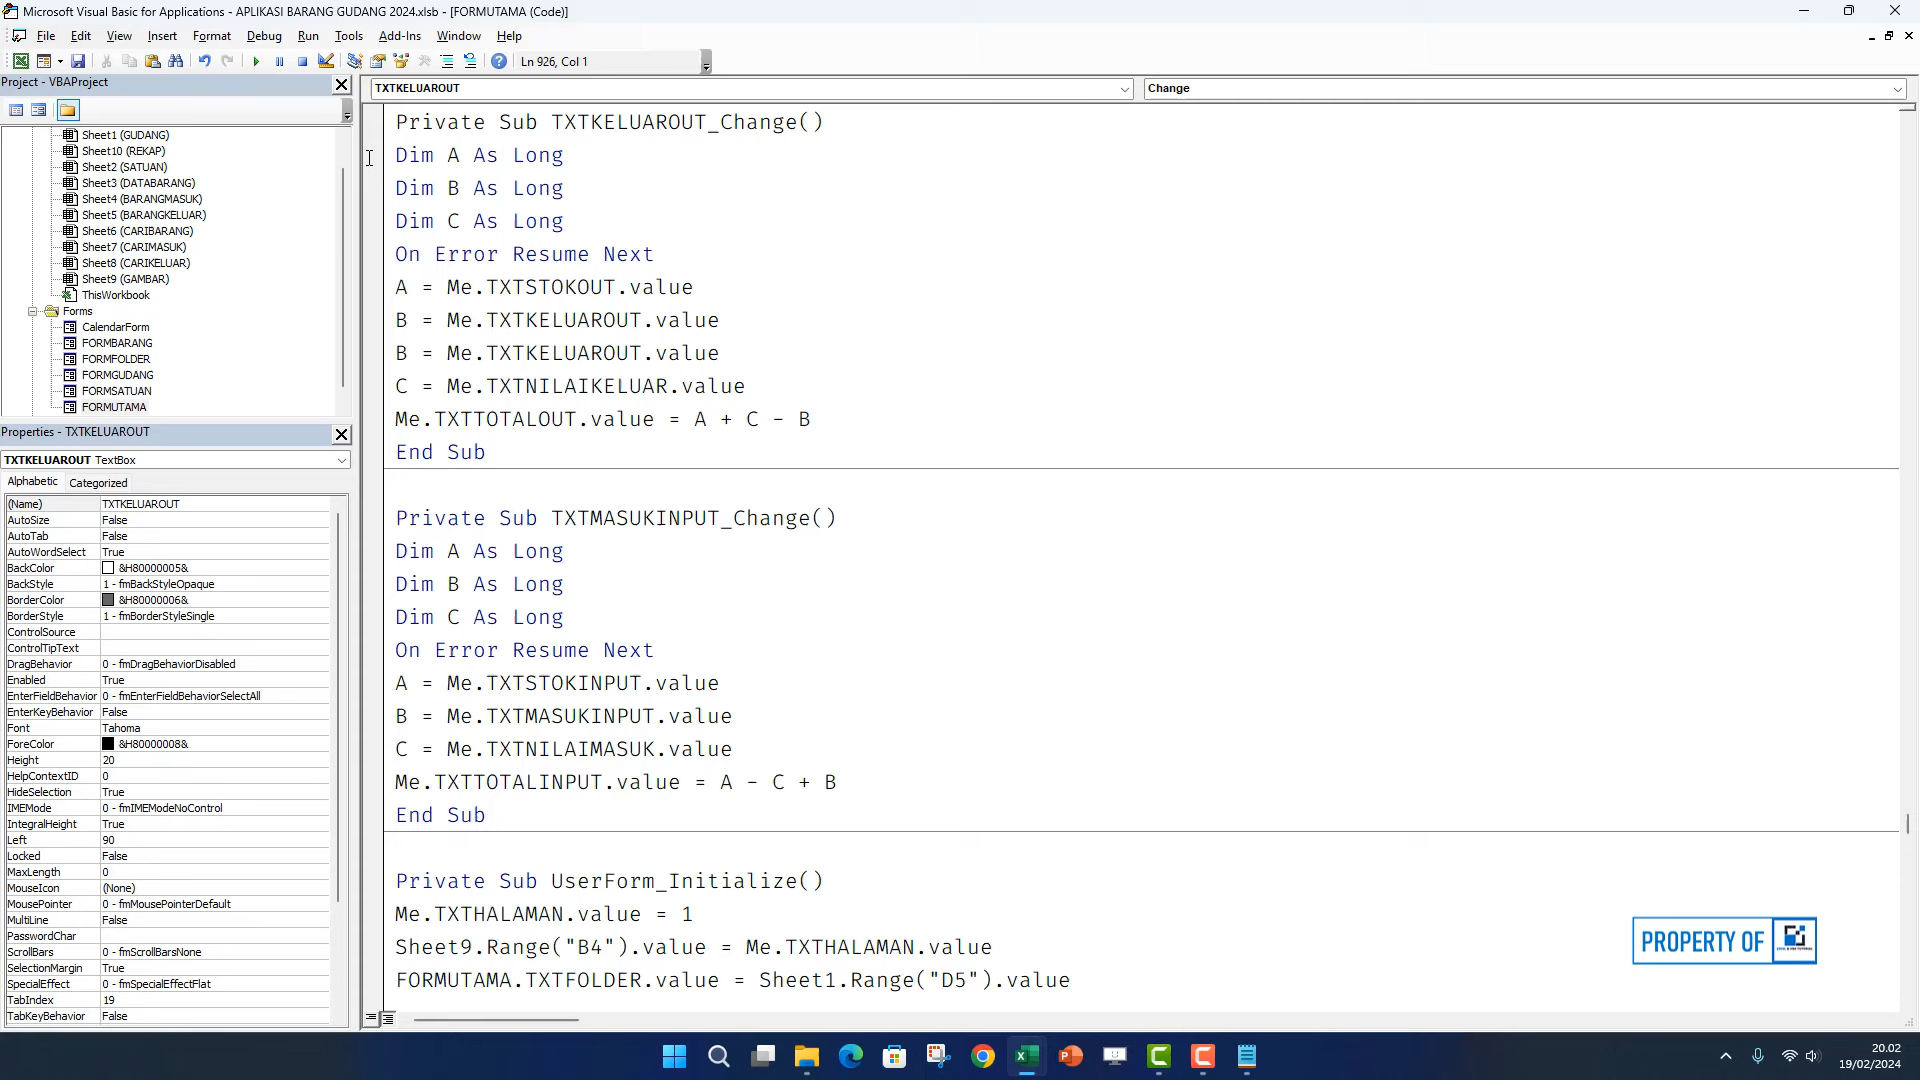 Microsoft Visual Basic for Applications - APLIKASI BARANG GUDANG 2024.xlsb - [FORMUTAMA (Code)]
File Edit View Insert Format Debug Run Tools Add-Ins Window Help
Ln 926, Col 1
Project - VBAProject
TXTKELUAROUT
Change
Sheet1 (GUDANG)
Sheet10 (REKAP)
Sheet2 (SATUAN)
Sheet3 (DATABARANG)
Sheet4 (BARANGMASUK)
Sheet5 (BARANGKELUAR)
Sheet6 (CARIBARANG)
Sheet7 (CARIMASUK)
Sheet8 (CARIKELUAR)
Sheet9 (GAMBAR)
ThisWorkbook
Forms
CalendarForm
FORMBARANG
FORMFOLDER
FORMGUDANG
FORMSATUAN
FORMUTAMA
Properties - TXTKELUAROUT
TXTKELUAROUT TextBox
Alphabetic Categorized
(Name) TXTKELUAROUT
AutoSize False
AutoTab False
AutoWordSelect True
BackColor &H80000005&
BackStyle 1 - fmBackStyleOpaque
BorderColor &H80000006&
BorderStyle 1 - fmBorderStyleSingle
ControlSource
ControlTipText
DragBehavior 0 - fmDragBehaviorDisabled
Enabled True
EnterFieldBehavior 0 - fmEnterFieldBehaviorSelectAll
EnterKeyBehavior False
Font Tahoma
ForeColor &H80000008&
Height 20
HelpContextID 0
HideSelection True
IMEMode 0 - fmIMEModeNoControl
IntegralHeight True
Left 90
Locked False
MaxLength 0
MouseIcon (None)
MousePointer 0 - fmMousePointerDefault
MultiLine False
PasswordChar
ScrollBars 0 - fmScrollBarsNone
SelectionMargin True
SpecialEffect 0 - fmSpecialEffectFlat
TabIndex 19
TabKeyBehavior False
Private Sub TXTKELUAROUT_Change()
Dim A As Long
Dim B As Long
Dim C As Long
On Error Resume Next
A = Me.TXTSTOKOUT.value
B = Me.TXTKELUAROUT.value
B = Me.TXTKELUAROUT.value
C = Me.TXTNILAIKELUAR.value
Me.TXTTOTALOUT.value = A + C - B
End Sub
Private Sub TXTMASUKINPUT_Change()
Dim A As Long
Dim B As Long
Dim C As Long
On Error Resume Next
A = Me.TXTSTOKINPUT.value
B = Me.TXTMASUKINPUT.value
C = Me.TXTNILAIMASUK.value
Me.TXTTOTALINPUT.value = A - C + B
End Sub
Private Sub UserForm_Initialize()
Me.TXTHALAMAN.value = 1
Sheet9.Range("B4").value = Me.TXTHALAMAN.value
FORMUTAMA.TXTFOLDER.value = Sheet1.Range("D5").value
PROPERTY OF
20.02
19/02/2024